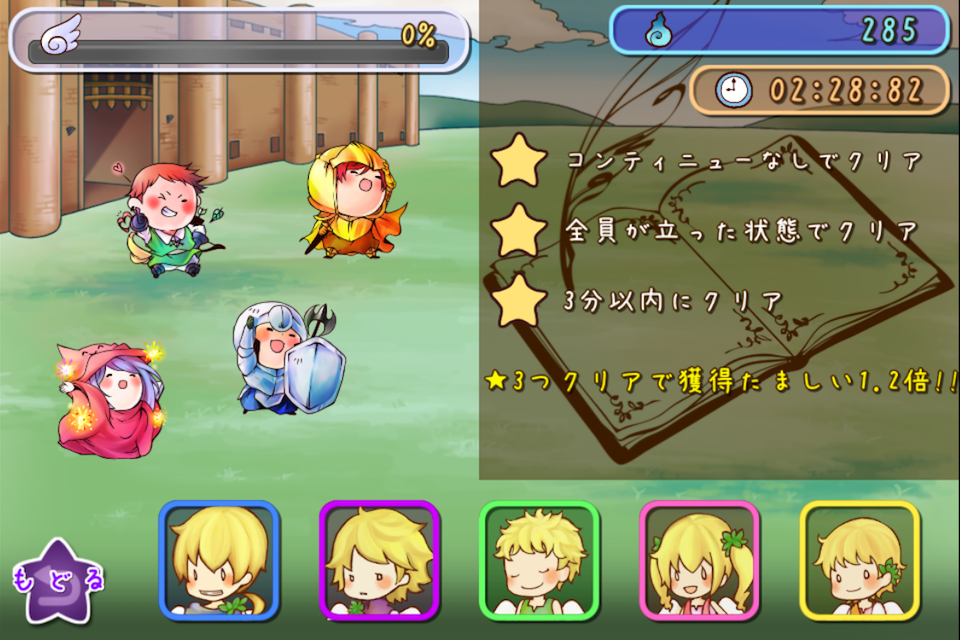 0%
285
02:28:82
コンティニューなしでクリア
全員が立った状態でクリア
3分以内にクリア
★3つクリアで獲得たましい1.2倍!!
もどる